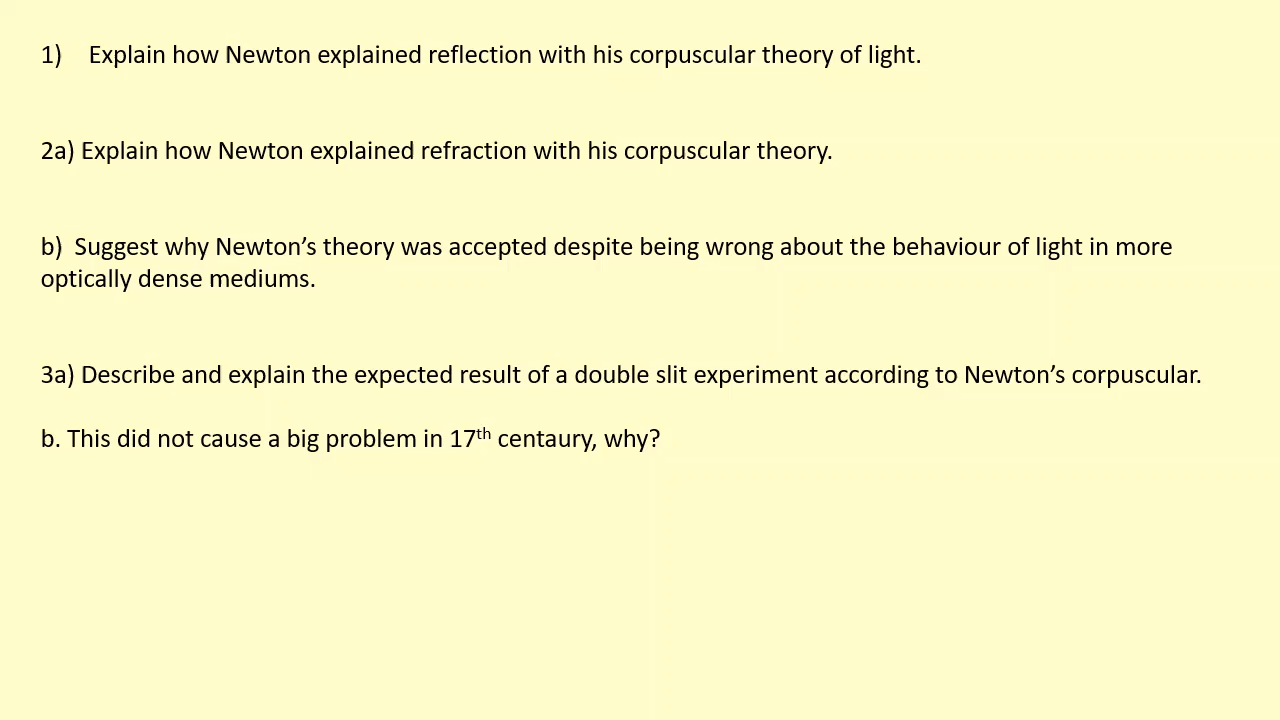 1) Explain how Newton explained reflection with his corpuscular theory of light.
2a) Explain how Newton explained refraction with his corpuscular theory.
b) Suggest why Newton’s theory was accepted despite being wrong about the behaviour of light in more
optically dense mediums.
3a) Describe and explain the expected result of a double slit experiment according to Newton’s corpuscular.
b. This did not cause a big problem in 17th centaury, why?